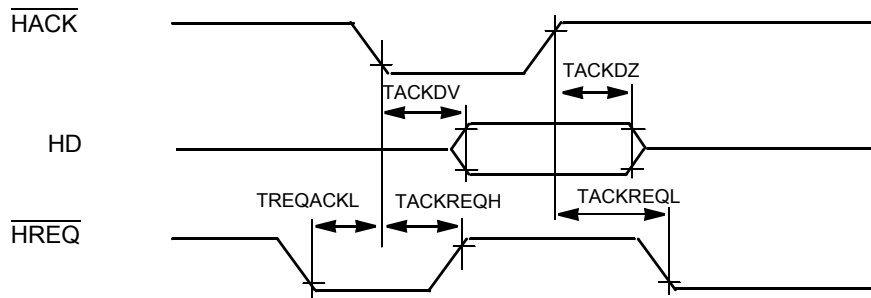 HACK
TACKDZ
TACKDV
HD
TREQACKL TACKREQH TACKREQL
HREQ